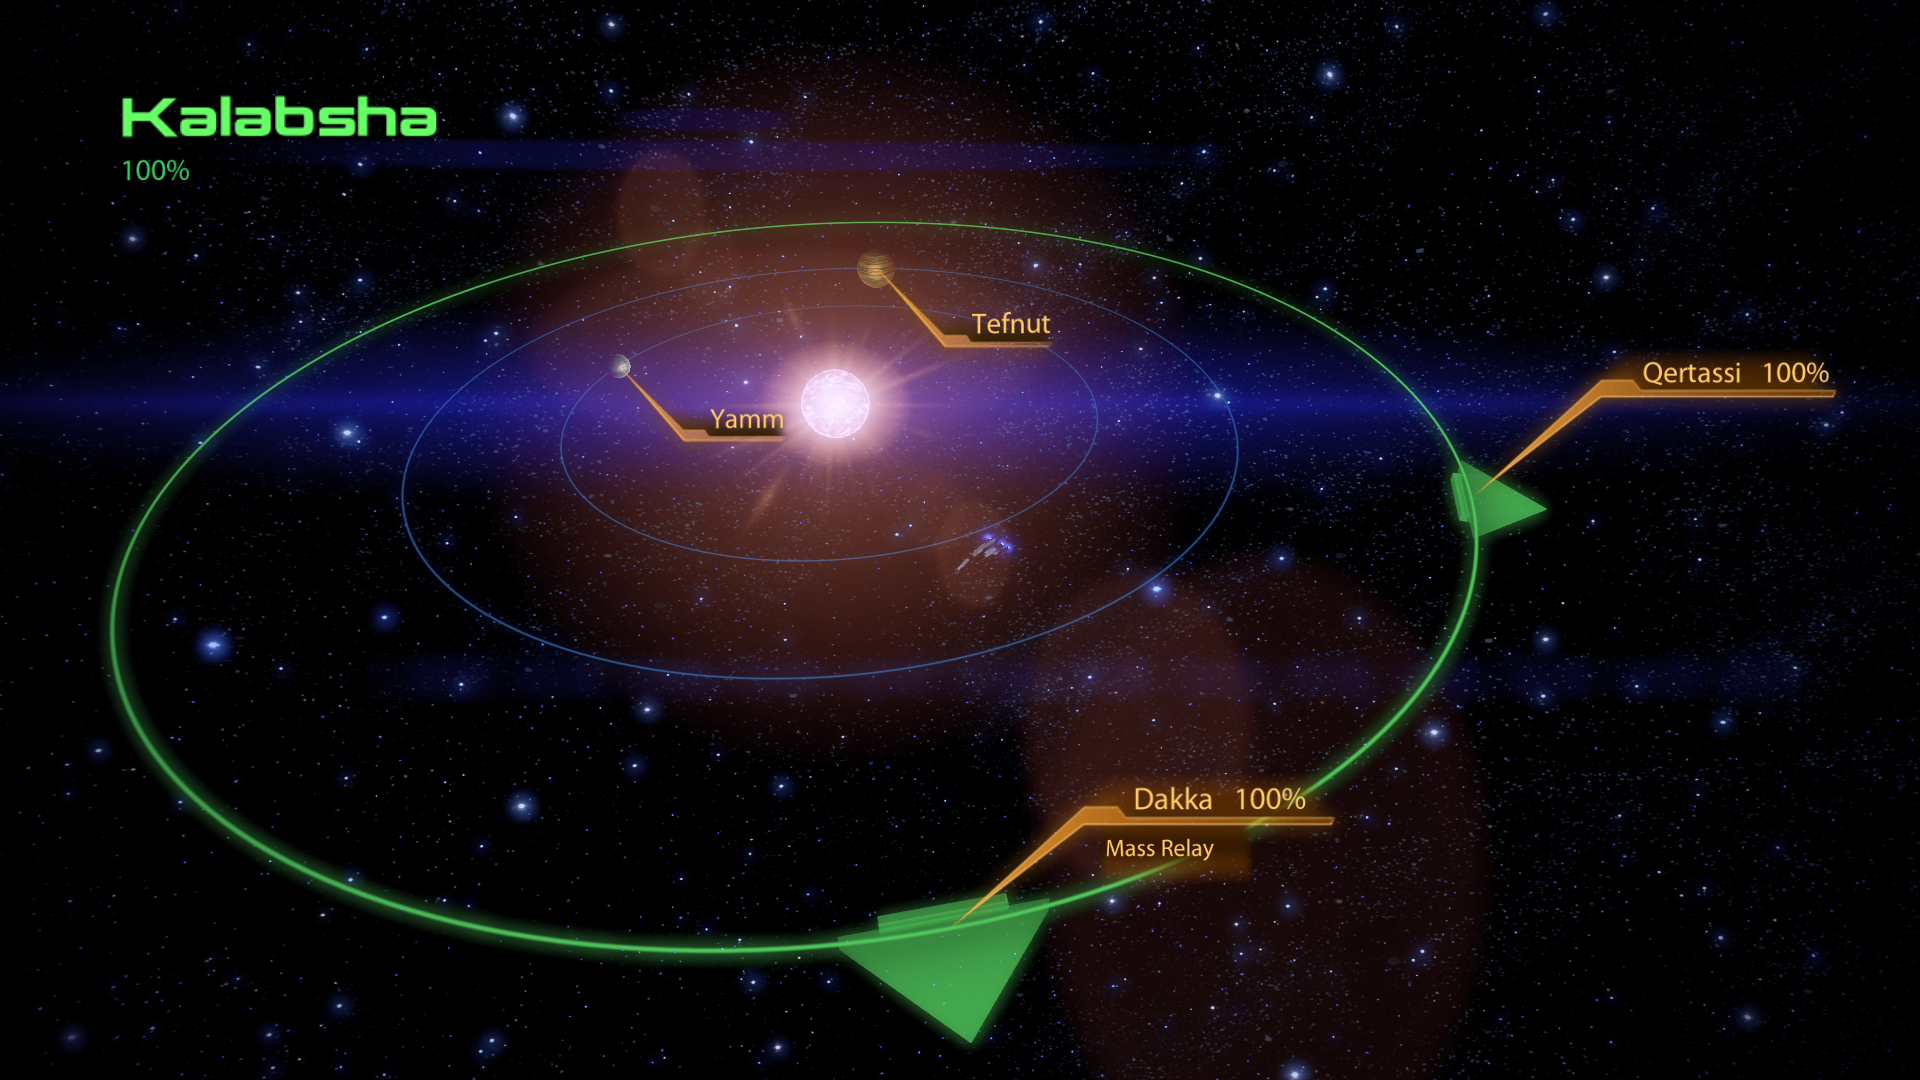 Kalabsha
100%
Tefnut
Qertassi 100%
Yamm
Dakka 100%
Mass Relay